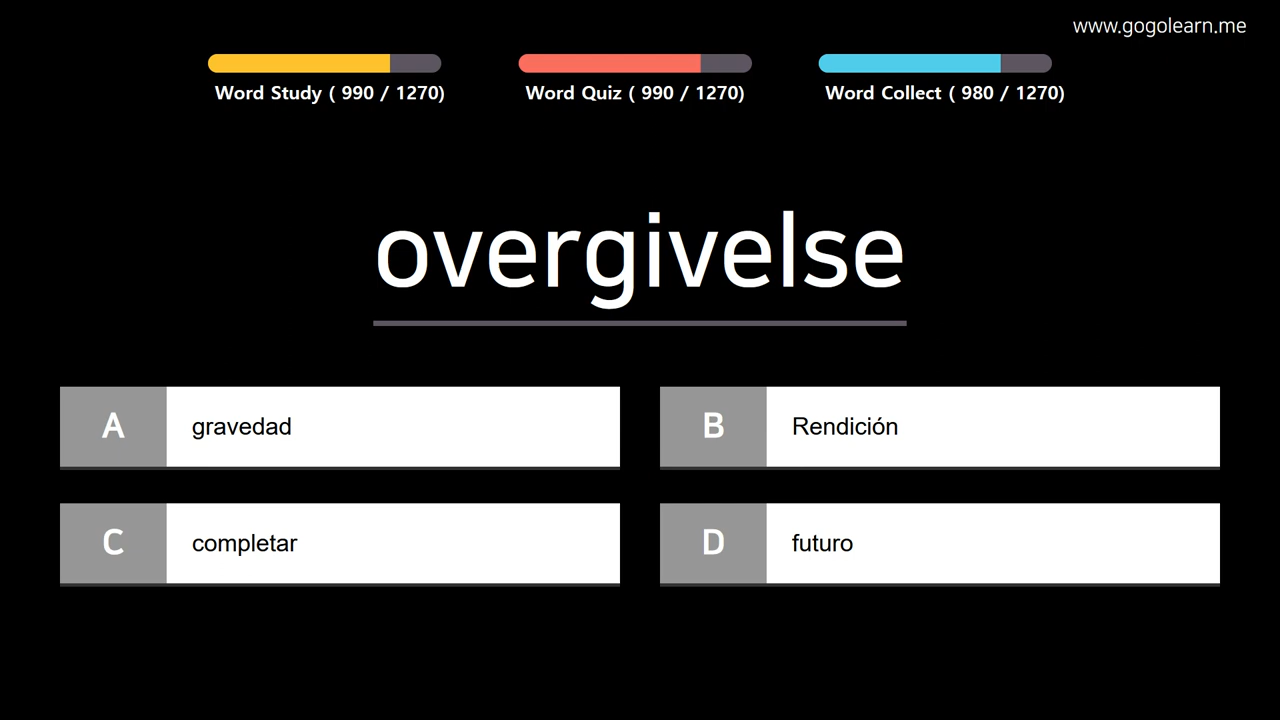 www.gogolearn.me
Word Study ( 990 / 1270)
Word Quiz ( 990 / 1270)
Word Collect ( 980 / 1270)
overgivelse
A gravedad
B Rendición
C completar
D futuro